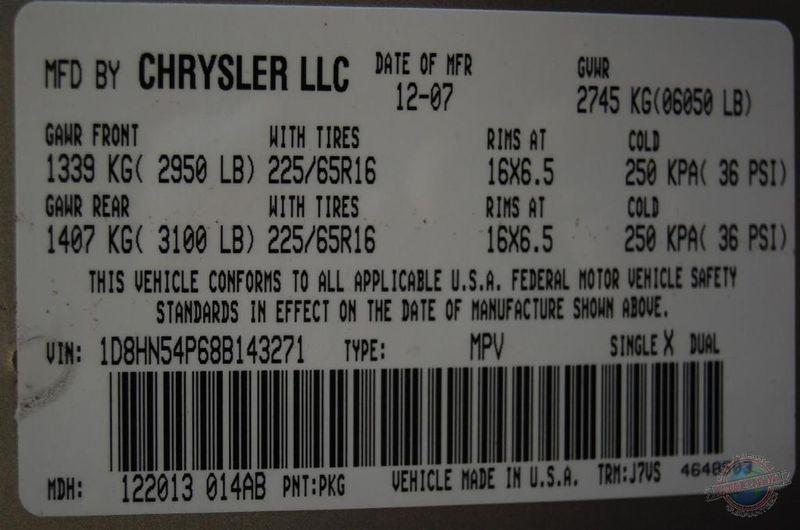 MFD BY CHRYSLER LLC DATE OF MFR GVWR
12-07 2745 KG(06050 LB)
GAWR FRONT WITH TIRES RIMS AT COLD
1339 KG( 2950 LB) 225/65R16 16X6.5 250 KPA( 36 PSI)
GAWR REAR WITH TIRES RIMS AT COLD
1407 KG( 3100 LB) 225/65R16 16X6.5 250 KPA( 36 PSI)
THIS VEHICLE CONFORMS TO ALL APPLICABLE U.S.A. FEDERAL MOTOR VEHICLE SAFETY
STANDARDS IN EFFECT ON THE DATE OF MANUFACTURE SHOWN ABOVE.
VIN: 1D8HN54P68B143271 TYPE: MPV SINGLE X DUAL
MDH: 122013 014AB PNT:PKG VEHICLE MADE IN U.S.A. TRM:J7VS